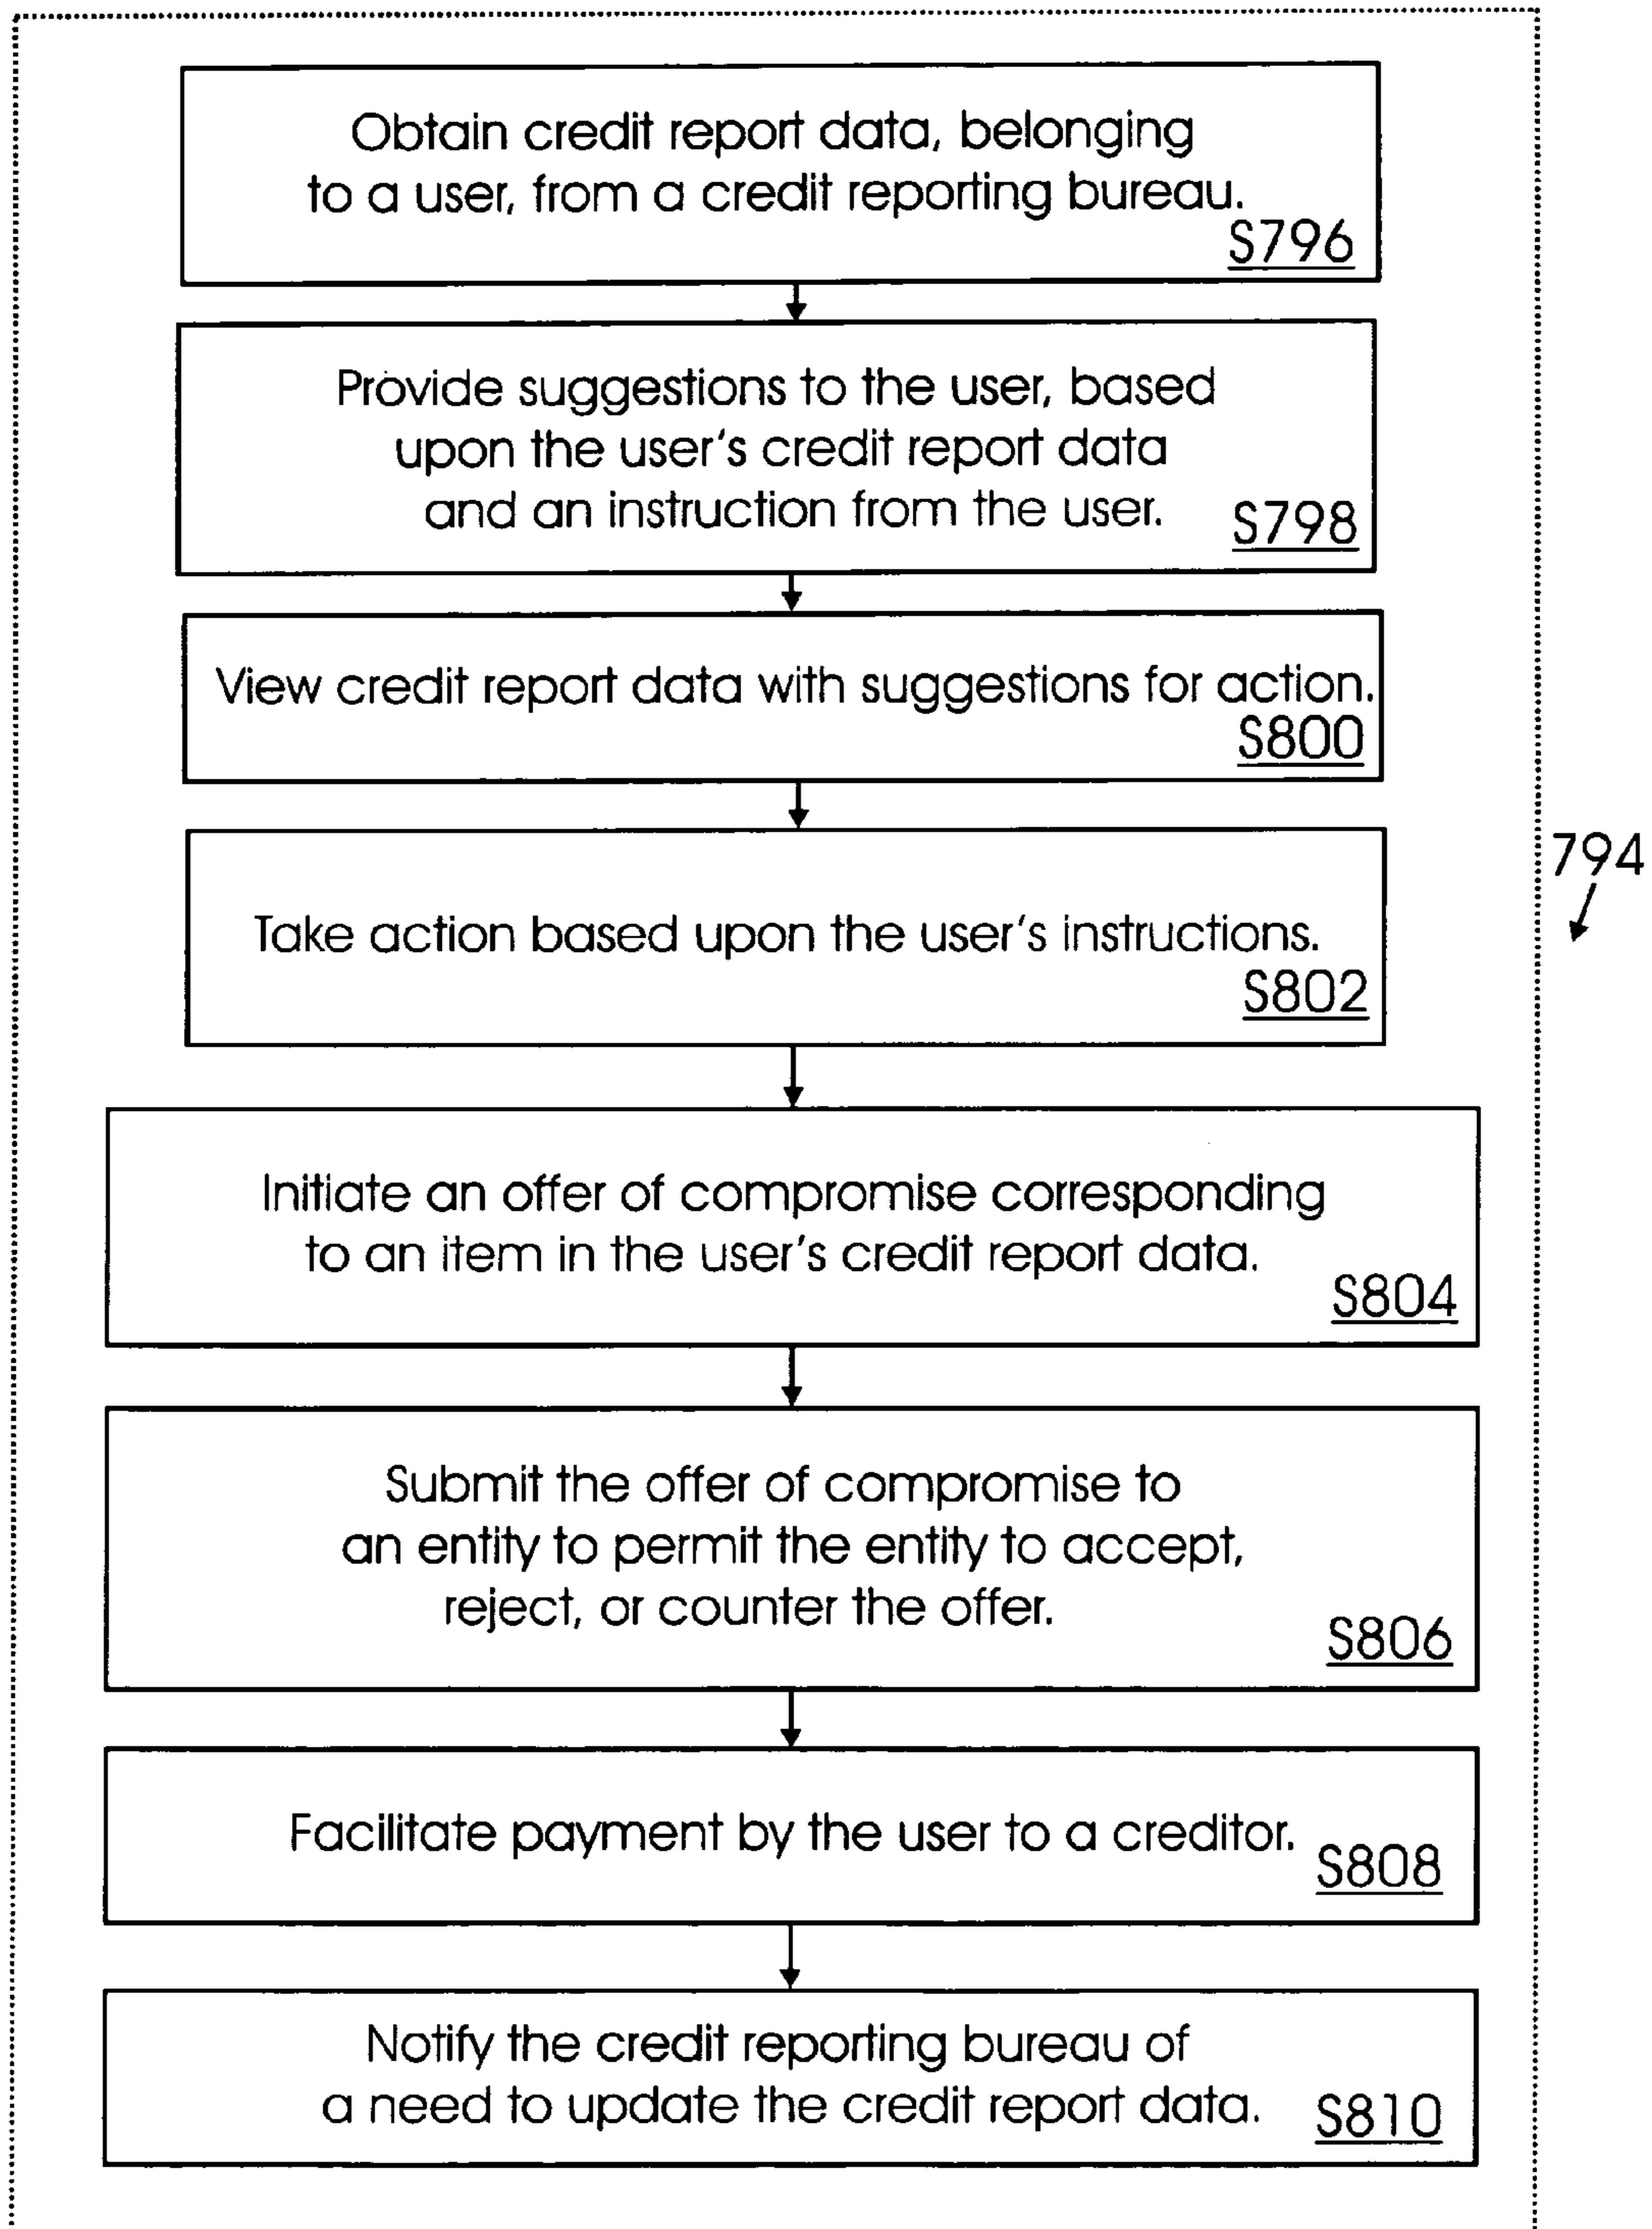 Obtain credit report data, belonging
to a user, from a credit reporting bureau.
S796
Provide suggestions to the user, based
upon the user's credit report data
and an instruction from the user.
S798
View credit report data with suggestions for action.
S800
794
Take action based upon the user's instructions.
S802
Initiate an offer of compromise corresponding
to an item in the user's credit report data.
S804
Submit the offer of compromise to
an entity to permit the entity to accept,
reject, or counter the offer.
S806
Facilitate payment by the user to a creditor.
S808
Notify the credit reporting bureau of
a need to update the credit report data.
S810